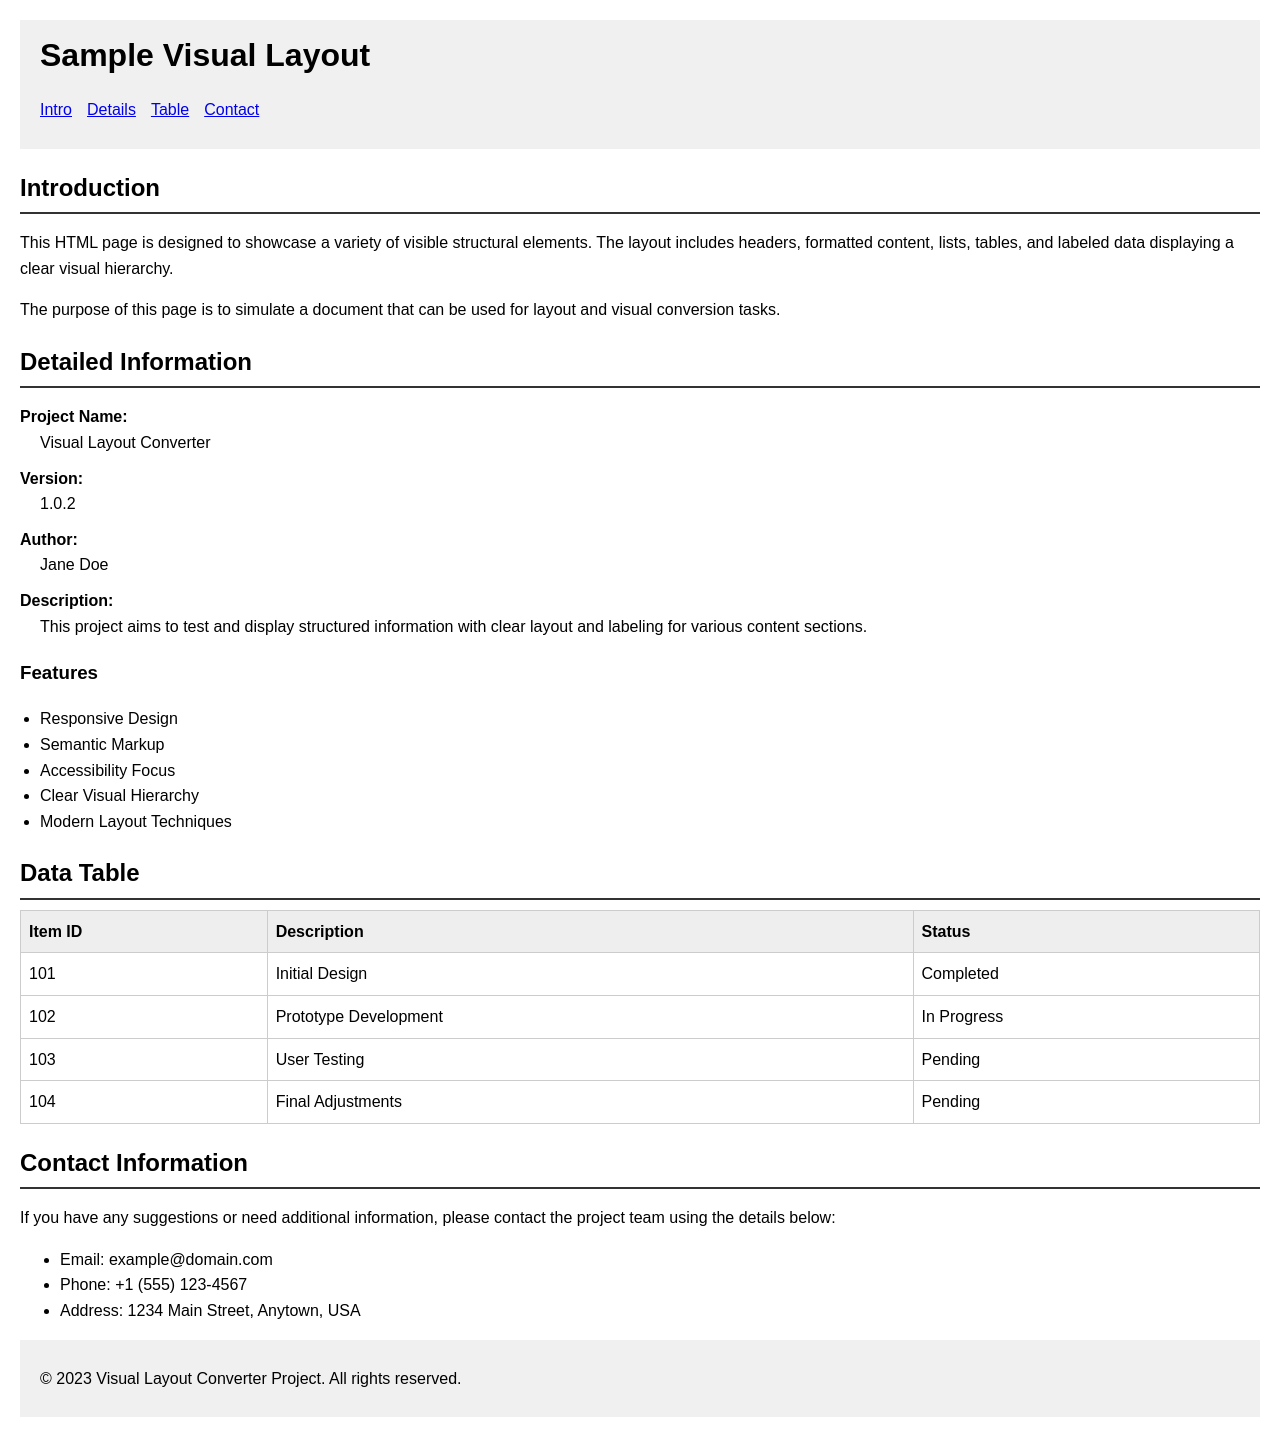 Sample Visual Layout
Intro Details Table Contact
Introduction
This HTML page is designed to showcase a variety of visible structural elements. The layout includes headers, formatted content, lists, tables, and labeled data displaying a
clear visual hierarchy.
The purpose of this page is to simulate a document that can be used for layout and visual conversion tasks.
Detailed Information
Project Name:
Visual Layout Converter
Version:
1.0.2
Author:
Jane Doe
Description:
This project aims to test and display structured information with clear layout and labeling for various content sections.
Features
• Responsive Design
• Semantic Markup
• Accessibility Focus
• Clear Visual Hierarchy
• Modern Layout Techniques
Data Table
Item ID Description Status
101 Initial Design Completed
102 Prototype Development In Progress
103 User Testing Pending
104 Final Adjustments Pending
Contact Information
If you have any suggestions or need additional information, please contact the project team using the details below:
• Email: example@domain.com
• Phone: +1 (555) 123-4567
• Address: 1234 Main Street, Anytown, USA
© 2023 Visual Layout Converter Project. All rights reserved.